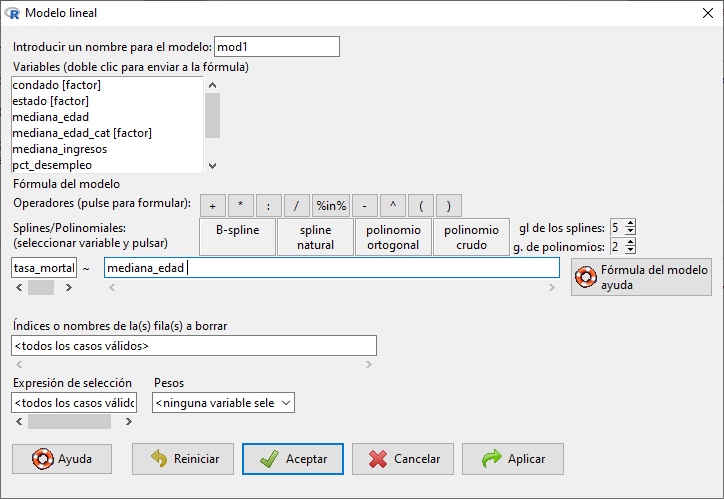 Modelo lineal
Introducir un nombre para el modelo: mod1
Variables (doble clic para enviar a la fórmula)
condado [factor]
estado [factor]
mediana_edad
mediana_edad_cat [factor]
mediana_ingresos
pct_desempleo
Fórmula del modelo
Operadores (pulse para formular): + * : / %in% - ^ ( )
Splines/Polinomiales:
(seleccionar variable y pulsar)
B-spline
spline
natural
polinomio
ortogonal
polinomio
crudo
gl de los splines: 5
g. de polinomios: 2
tasa_mortal ~ mediana_edad
Fórmula del modelo
ayuda
Índices o nombres de la(s) fila(s) a borrar
<todos los casos válidos>
Expresión de selección Pesos
<todos los casos válido <ninguna variable sele
Ayuda Reiniciar Aceptar Cancelar Aplicar